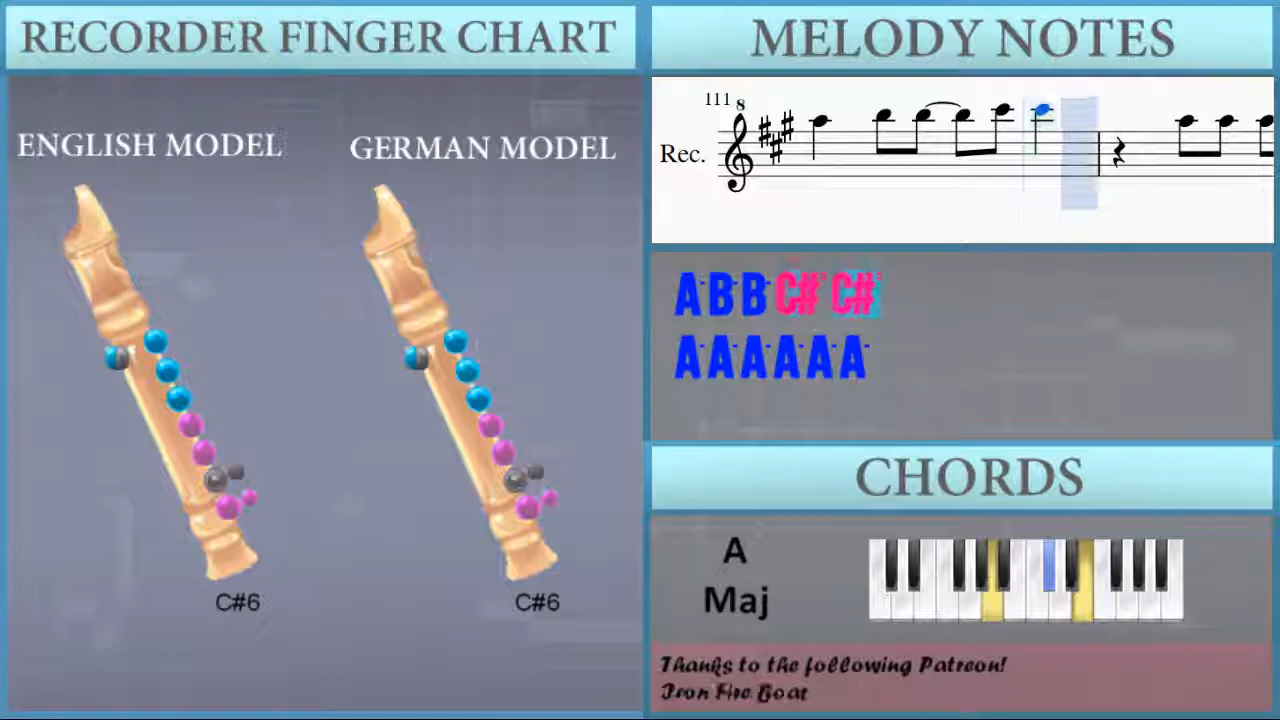 RECORDER FINGER CHART
MELODY NOTES
ENGLISH MODEL
GERMAN MODEL
111
8
Rec.
A B B C#' C#'
A A A A A A
CHORDS
A
Maj
C#6
C#6
Thanks to the following Patreon!
Iron Fire Goat